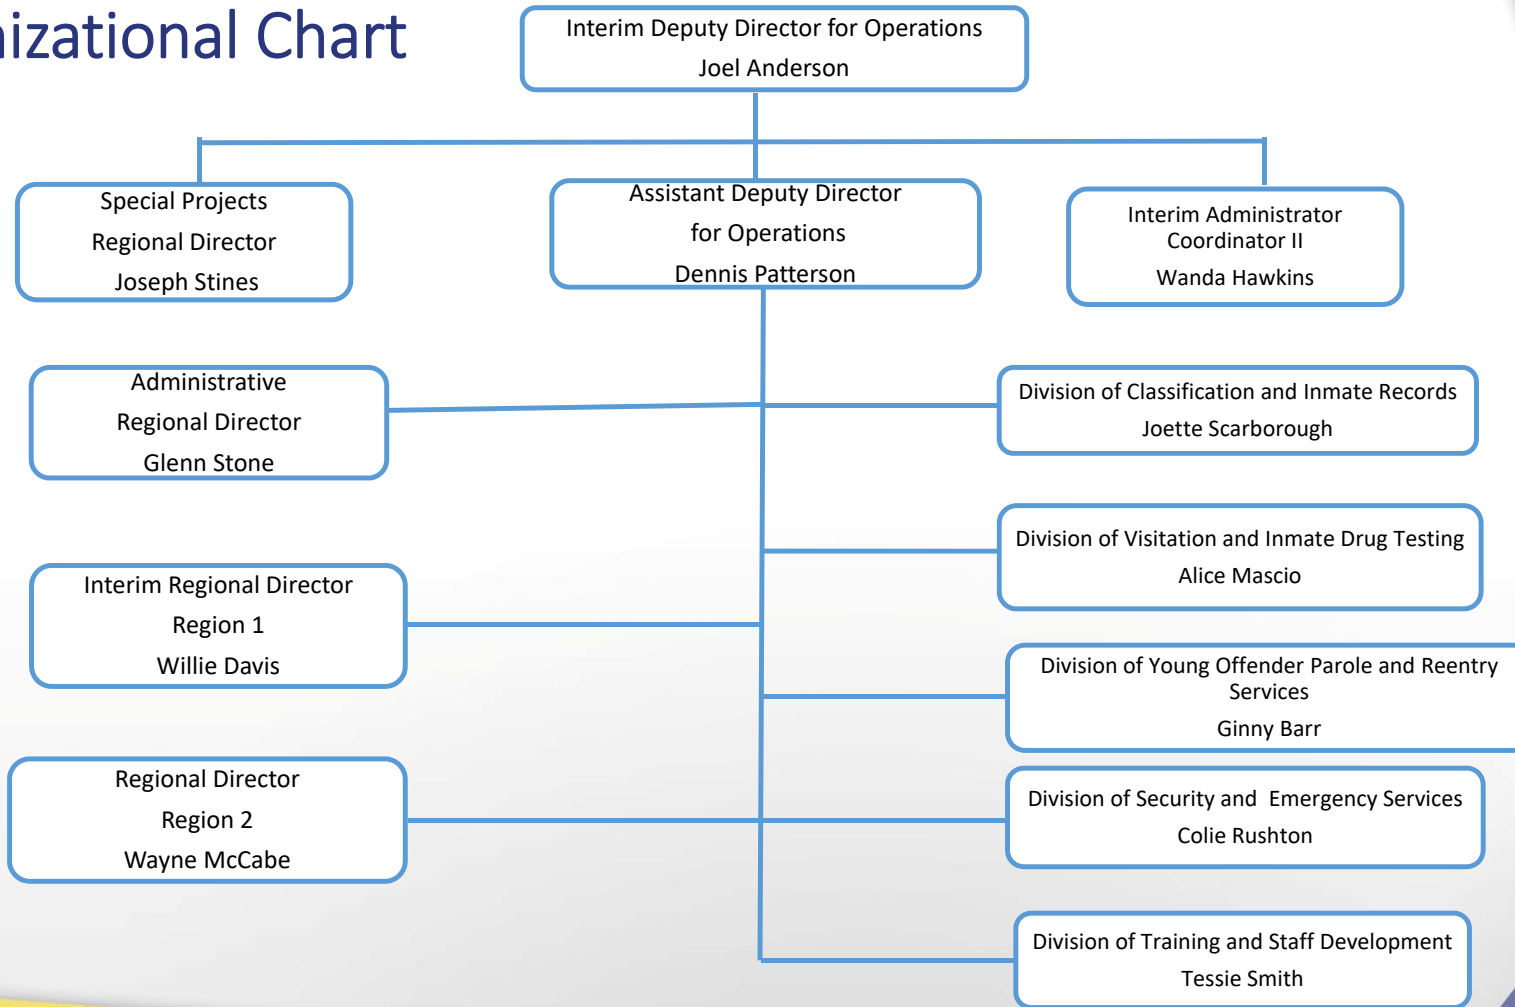 nizational Chart
Interim Deputy Director for Operations
Joel Anderson
Special Projects
Regional Director
Joseph Stines
Assistant Deputy Director
for Operations
Dennis Patterson
Interim Administrator
Coordinator II
Wanda Hawkins
Administrative
Regional Director
Glenn Stone
Division of Classification and Inmate Records
Joette Scarborough
Division of Visitation and Inmate Drug Testing
Alice Mascio
Interim Regional Director
Region 1
Willie Davis
Division of Young Offender Parole and Reentry
Services
Ginny Barr
Regional Director
Region 2
Wayne McCabe
Division of Security and  Emergency Services
Colie Rushton
Division of Training and Staff Development
Tessie Smith